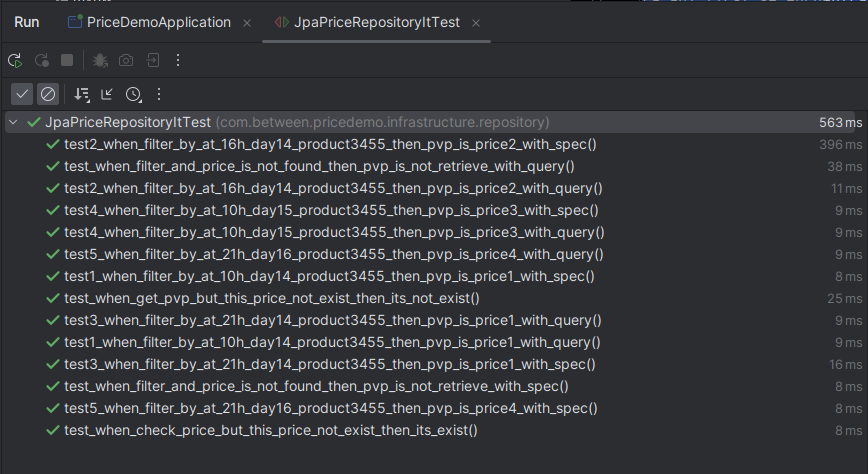 Run PriceDemoApplication JpaPriceRepositoryItTest
JpaPriceRepositoryItTest (com.between.pricedemo.infrastructure.repository) 563 ms
test2_when_filter_by_at_16h_day14_product3455_then_pvp_is_price2_with_spec() 396 ms
test_when_filter_and_price_is_not_found_then_pvp_is_not_retrieve_with_query() 38 ms
test2_when_filter_by_at_16h_day14_product3455_then_pvp_is_price2_with_query() 11 ms
test4_when_filter_by_at_10h_day15_product3455_then_pvp_is_price3_with_spec() 9 ms
test4_when_filter_by_at_10h_day15_product3455_then_pvp_is_price3_with_query() 9 ms
test5_when_filter_by_at_21h_day16_product3455_then_pvp_is_price4_with_query() 9 ms
test1_when_filter_by_at_10h_day14_product3455_then_pvp_is_price1_with_spec() 8 ms
test_when_get_pvp_but_this_price_not_exist_then_its_not_exist() 25 ms
test3_when_filter_by_at_21h_day14_product3455_then_pvp_is_price1_with_query() 9 ms
test1_when_filter_by_at_10h_day14_product3455_then_pvp_is_price1_with_query() 9 ms
test3_when_filter_by_at_21h_day14_product3455_then_pvp_is_price1_with_spec() 16 ms
test_when_filter_and_price_is_not_found_then_pvp_is_not_retrieve_with_spec() 8 ms
test5_when_filter_by_at_21h_day16_product3455_then_pvp_is_price4_with_spec() 8 ms
test_when_check_price_but_this_price_not_exist_then_its_exist() 8 ms